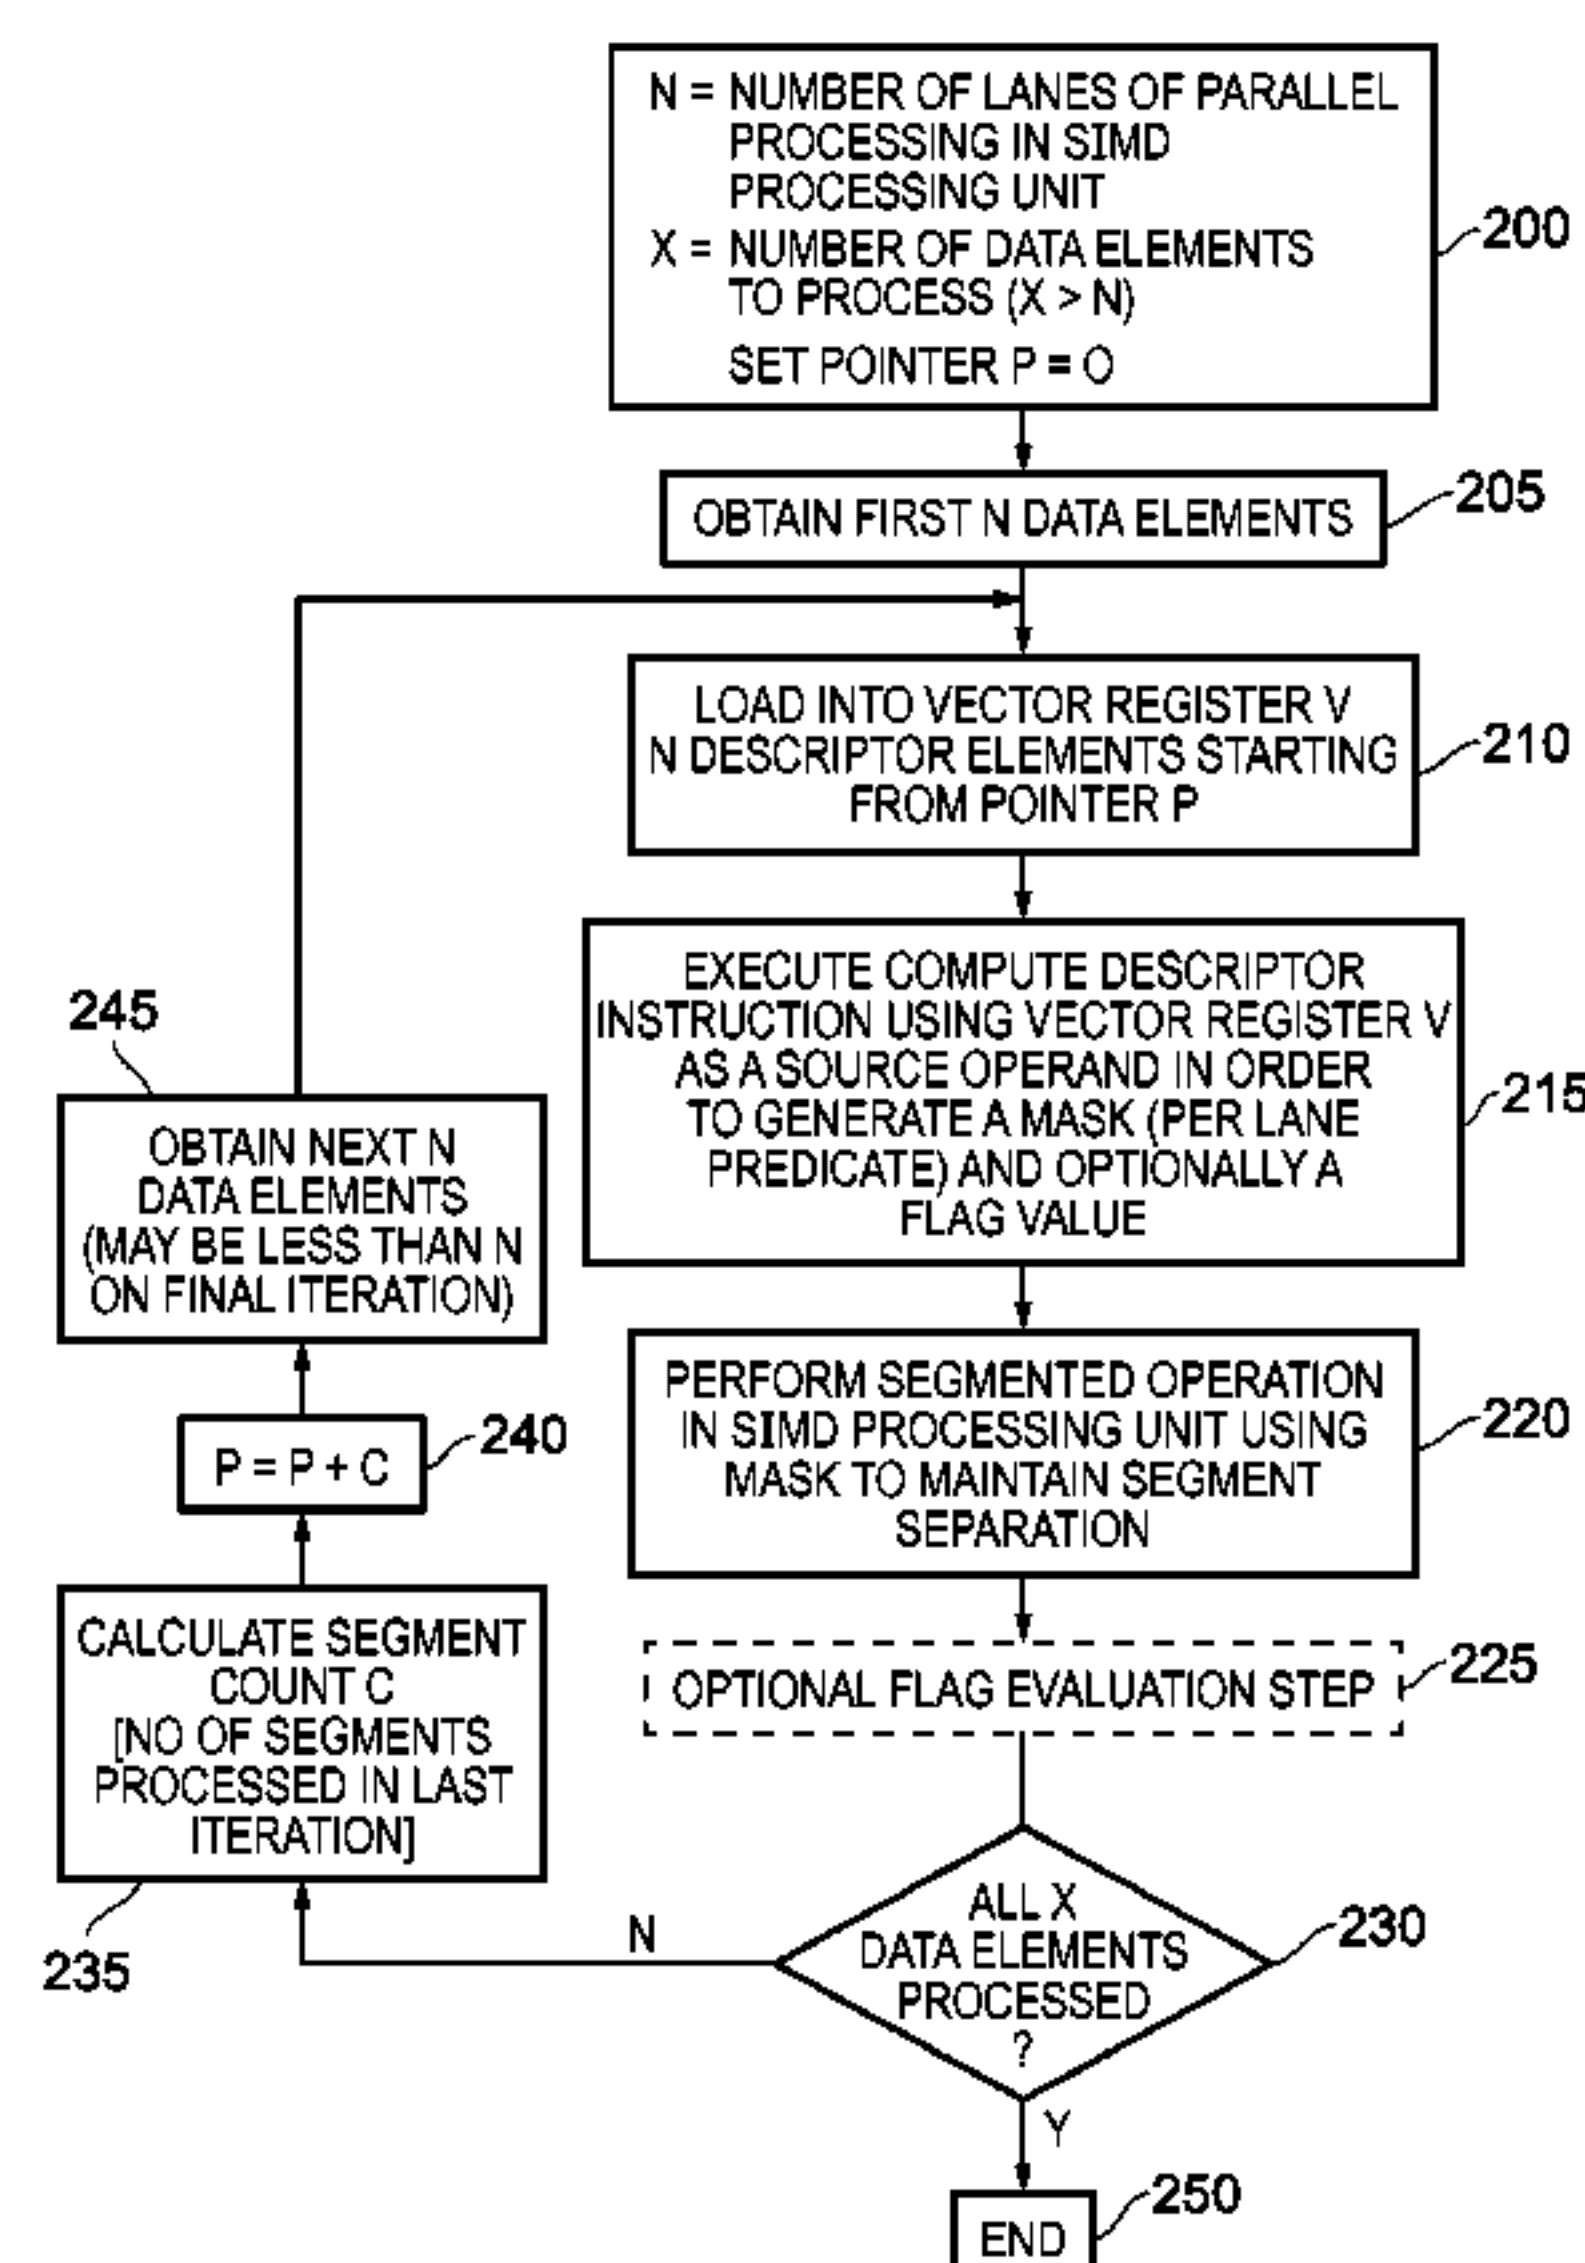 N = NUMBER OF LANES OF PARALLEL
PROCESSING IN SIMD
PROCESSING UNIT
X = NUMBER OF DATA ELEMENTS
TO PROCESS (X > N)
SET POINTER P = O
200
OBTAIN FIRST N DATA ELEMENTS
205
LOAD INTO VECTOR REGISTER V
N DESCRIPTOR ELEMENTS STARTING
FROM POINTER P
210
EXECUTE COMPUTE DESCRIPTOR
INSTRUCTION USING VECTOR REGISTER V
AS A SOURCE OPERAND IN ORDER
TO GENERATE A MASK (PER LANE
PREDICATE) AND OPTIONALLY A
FLAG VALUE
215
PERFORM SEGMENTED OPERATION
IN SIMD PROCESSING UNIT USING
MASK TO MAINTAIN SEGMENT
SEPARATION
220
OPTIONAL FLAG EVALUATION STEP
225
ALL X
DATA ELEMENTS
PROCESSED
?
230
N
CALCULATE SEGMENT
COUNT C
[NO OF SEGMENTS
PROCESSED IN LAST
ITERATION]
235
P = P + C
240
OBTAIN NEXT N
DATA ELEMENTS
(MAY BE LESS THAN N
ON FINAL ITERATION)
245
Y
END
250